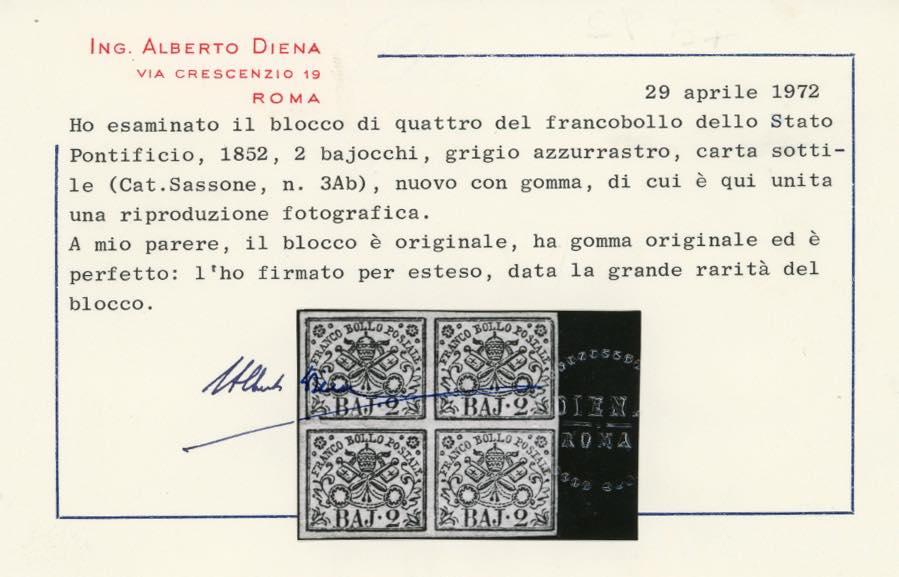 ING. ALBERTO DIENA
VIA CRESCENZIO 19
ROMA
29 aprile 1972
Ho esaminato il blocco di quattro del francobollo dello Stato
Pontificio, 1852, 2 bajocchi, grigio azzurrastro, carta sotti-
le (Cat.Sassone, n. 3Ab), nuovo con gomma, di cui è qui unita
una riproduzione fotografica.
A mio parere, il blocco è originale, ha gomma originale ed è
perfetto: l'ho firmato per esteso, data la grande rarità del
blocco.
Alberto Diena
FRANCO BOLLO POSTALE
BAJ·2
FRANCO BOLLO POSTALE
BAJ·2
FRANCO BOLLO POSTALE
BAJ·2
FRANCO BOLLO POSTALE
BAJ·2
DIENA
ROMA